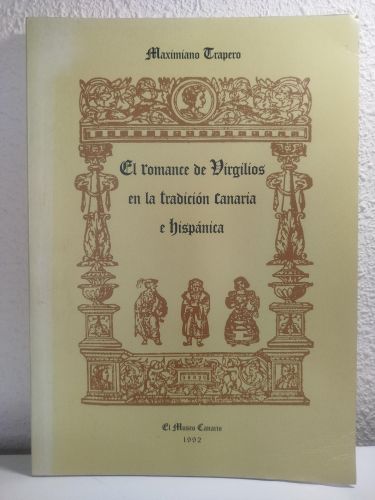 Maximiano Trapero
El romance de Virgilios
en la tradición canaria
e hispánica
El Museo Canario
1992